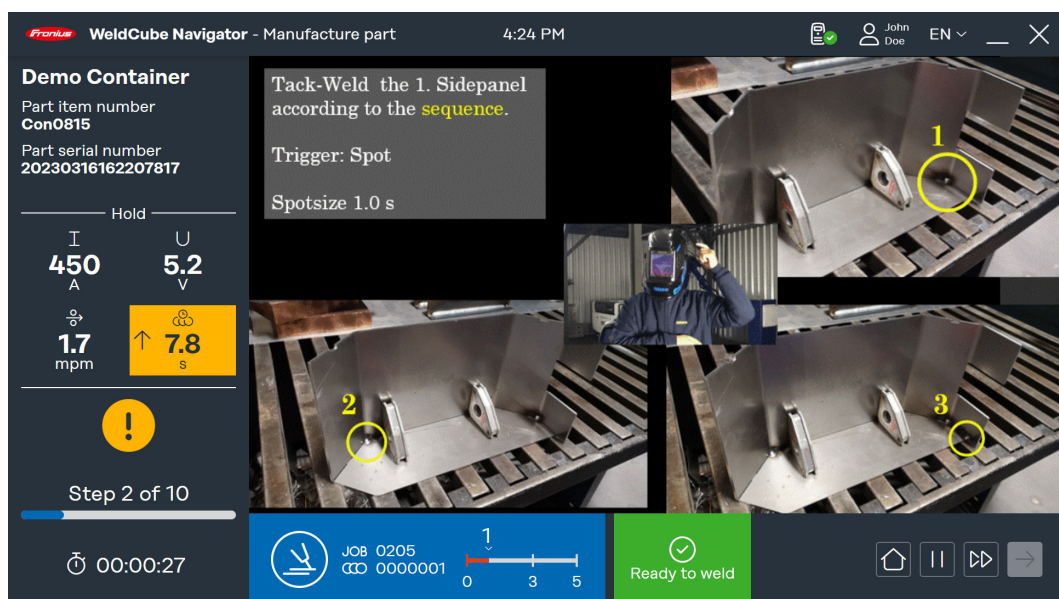 Fronius WeldCube Navigator - Manufacture part 4:24 PM John Doe EN
Demo Container
Part item number
Con0815
Part serial number
20230316162207817
Hold
I U
450 5.2
A V
1.7 7.8
mpm s
!
Step 2 of 10
00:00:27
Tack-Weld the 1. Sidepanel
according to the sequence.
Trigger: Spot
Spotsize 1.0 s
1
2
3
JOB 0205
0000001
1
0 3 5
Ready to weld